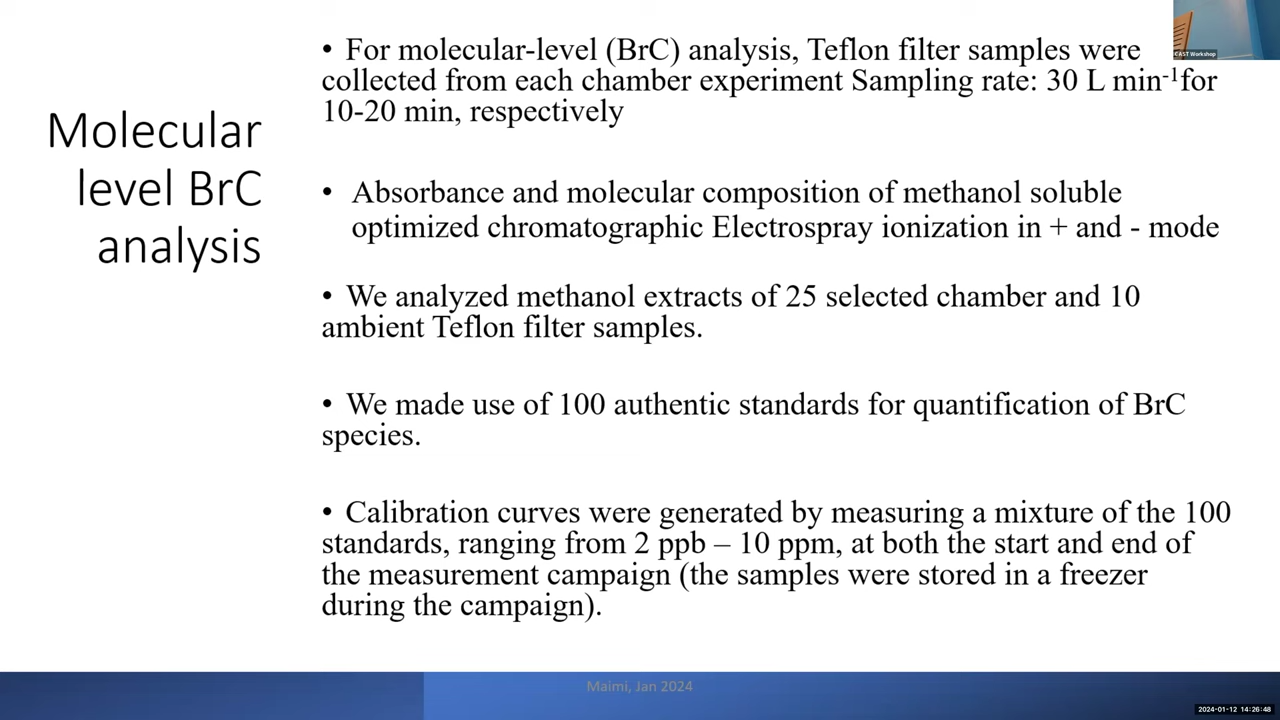 Molecular
level BrC
analysis
• For molecular-level (BrC) analysis, Teflon filter samples were
collected from each chamber experiment Sampling rate: 30 L min⁻¹for
10-20 min, respectively
• Absorbance and molecular composition of methanol soluble
optimized chromatographic Electrospray ionization in + and - mode
• We analyzed methanol extracts of 25 selected chamber and 10
ambient Teflon filter samples.
• We made use of 100 authentic standards for quantification of BrC
species.
• Calibration curves were generated by measuring a mixture of the 100
standards, ranging from 2 ppb – 10 ppm, at both the start and end of
the measurement campaign (the samples were stored in a freezer
during the campaign).
Maimi, Jan 2024
CAST Workshop
2024-01-12 14:26:48